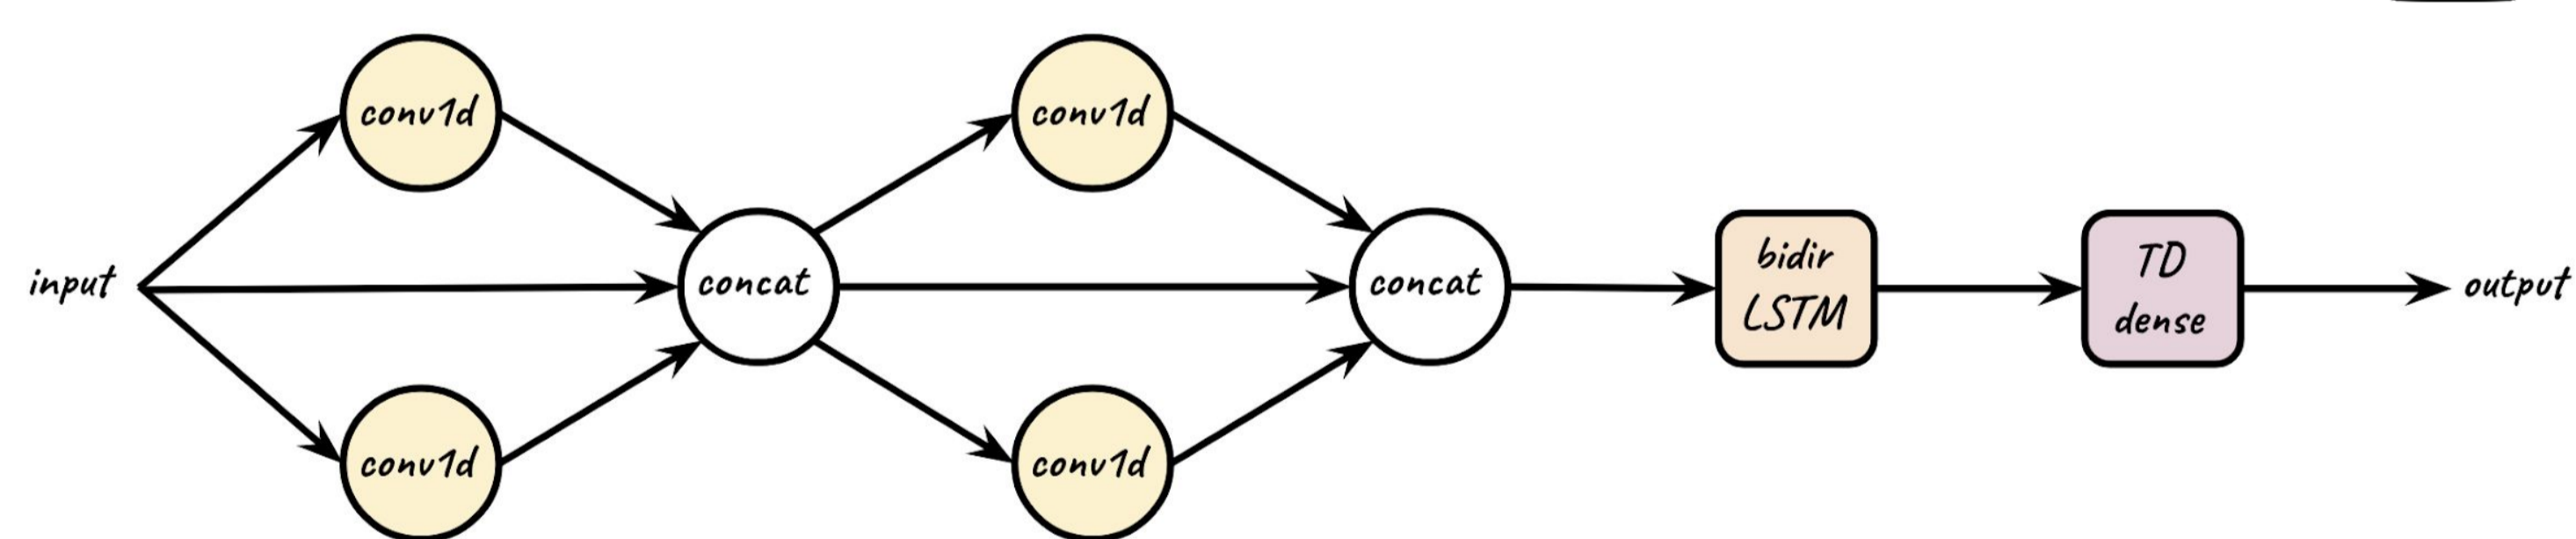 conv1d
conv1d
input
concat
concat
bidir
LSTM
TD
dense
output
conv1d
conv1d